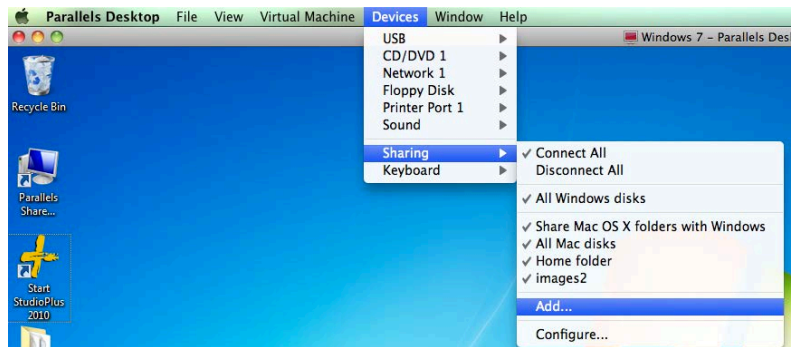 Parallels Desktop File View Virtual Machine Devices Window Help
Windows 7 - Parallels Des
USB
CD/DVD 1
Network 1
Floppy Disk
Printer Port 1
Sound
Sharing
Keyboard
Connect All
Disconnect All
All Windows disks
Share Mac OS X folders with Windows
All Mac disks
Home folder
images2
Add...
Configure...
Recycle Bin
Parallels
Share...
Start
StudioPlus
2010